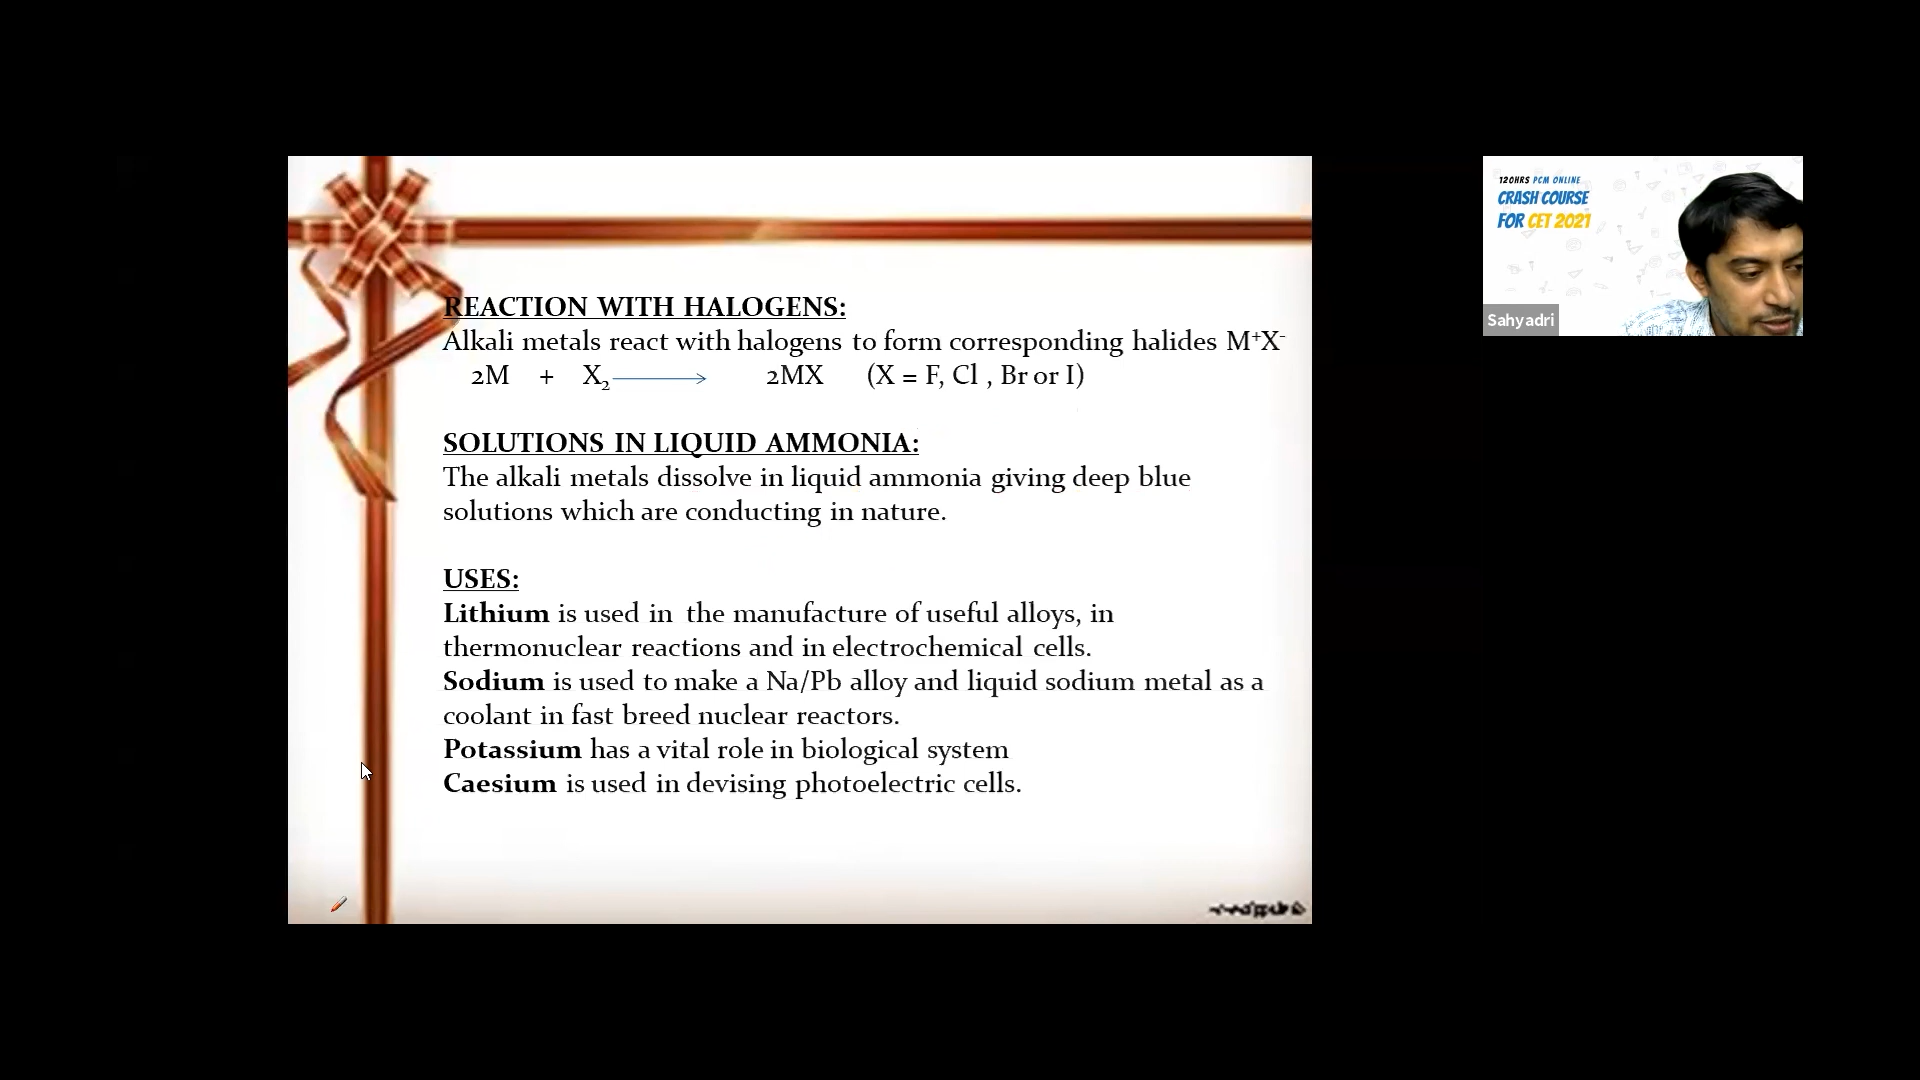 REACTION WITH HALOGENS:
Alkali metals react with halogens to form corresponding halides M⁺X⁻
2M + X₂ ⟶ 2MX (X = F, Cl , Br or I)
SOLUTIONS IN LIQUID AMMONIA:
The alkali metals dissolve in liquid ammonia giving deep blue
solutions which are conducting in nature.
USES:
Lithium is used in the manufacture of useful alloys, in
thermonuclear reactions and in electrochemical cells.
Sodium is used to make a Na/Pb alloy and liquid sodium metal as a
coolant in fast breed nuclear reactors.
Potassium has a vital role in biological system
Caesium is used in devising photoelectric cells.
120HRS PCM ONLINE
CRASH COURSE
FOR CET 2021
Sahyadri